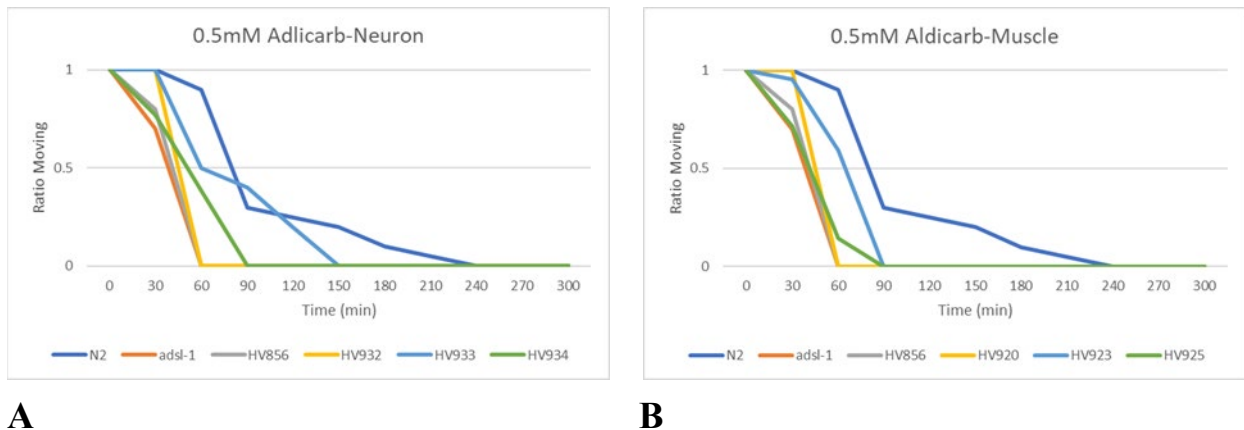 0.5mM Adlicarb-Neuron
1
0.5
0
Ratio Moving
0 30 60 90 120 150 180 210 240 270 300
Time (min)
N2 adsl-1 HV856 HV932 HV933 HV934
A
0.5mM Aldicarb-Muscle
1
0.5
0
Ratio Moving
0 30 60 90 120 150 180 210 240 270 300
Time (min)
N2 adsl-1 HV856 HV920 HV923 HV925
B